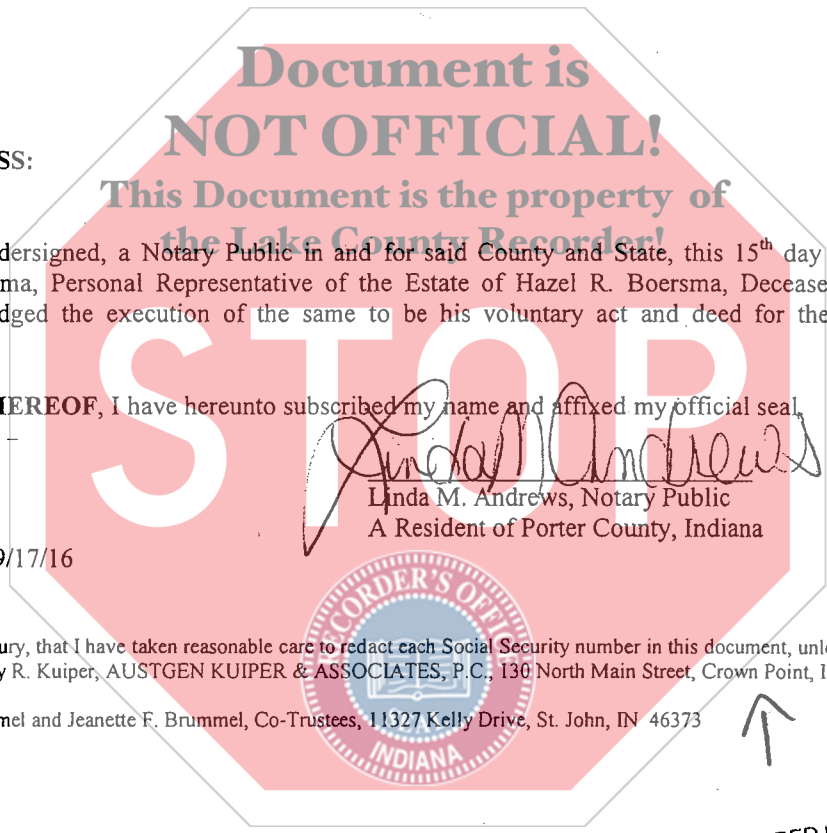 Document is
NOT OFFICIAL!
SS:
This Document is the property of
the Lake County Recorder!
dersigned, a Notary Public in and for said County and State, this 15th day
ma, Personal Representative of the Estate of Hazel R. Boersma, Decease
dged the execution of the same to be his voluntary act and deed for the
STOP
HEREOF, I have hereunto subscribed my name and affixed my official seal,
Linda M Andrews
Linda M. Andrews, Notary Public
A Resident of Porter County, Indiana
9/17/16
RECORDER'S OFFICE
ury, that I have taken reasonable care to redact each Social Security number in this document, unl
y R. Kuiper, AUSTGEN KUIPER & ASSOCIATES, P.C., 130 North Main Street, Crown Point, I
mel and Jeanette F. Brummel, Co-Trustees, 11327 Kelly Drive, St. John, IN 46373
INDIANA